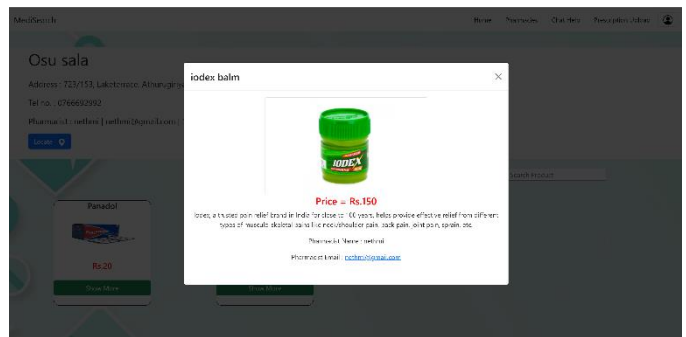 MediSearch
Home Pharmacies Chat Help Prescription Upload
Osu sala
Address : 723/153, Laketerrace, Athurugiriya
Tel no. : 0766692992
Pharmacist : nethmi | nethmi@gmail.com |
Locate
iodex balm
IODEX
Price = Rs.150
Iodex, a trusted pain relief brand in India for close to 100 years, helps provide effective relief from different
types of musculo skeletal pains like neck/shoulder pain, back pain, joint pain, sprain, etc.
Pharmacist Name : nethmi
Pharmacist Email : nethmi@gmail.com
Search Product
Panadol
Rs.20
Show More
Show More